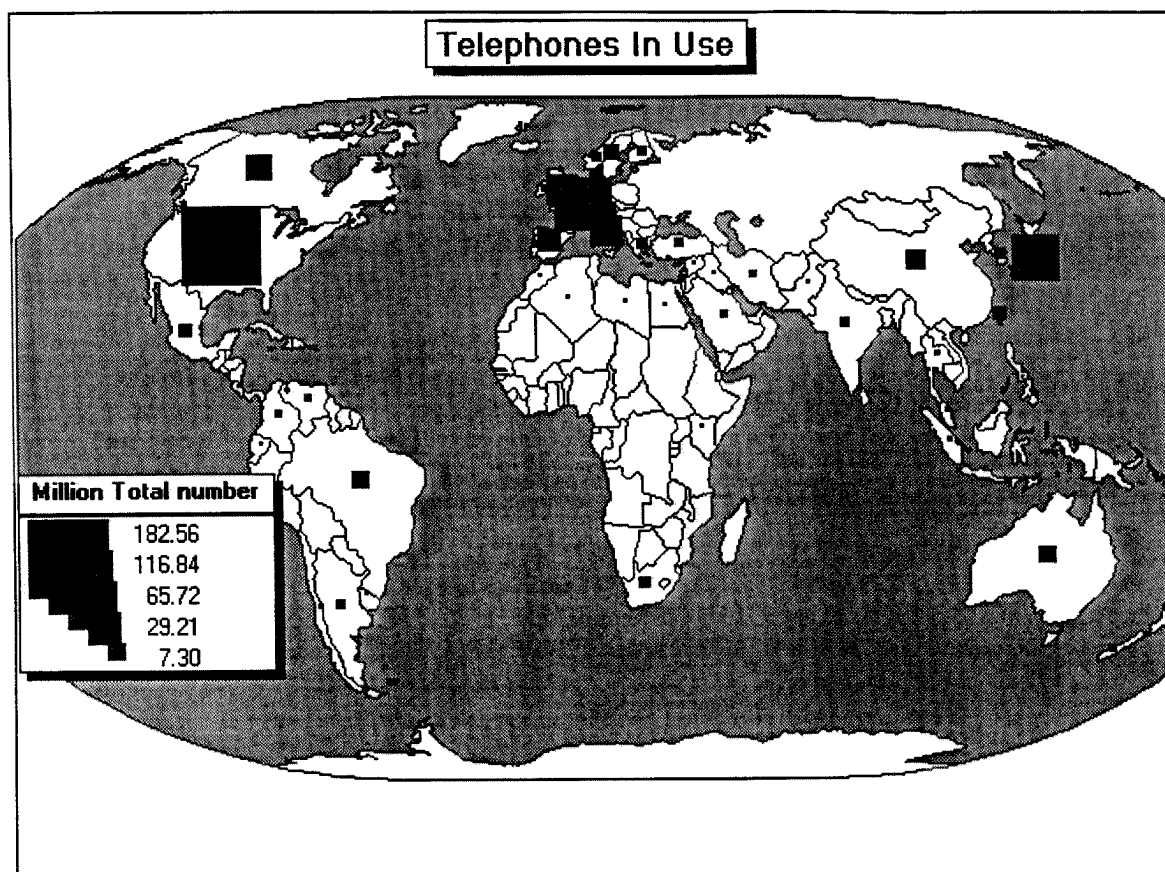 Telephones In Use
Million Total number
182.56
116.84
65.72
29.21
7.30